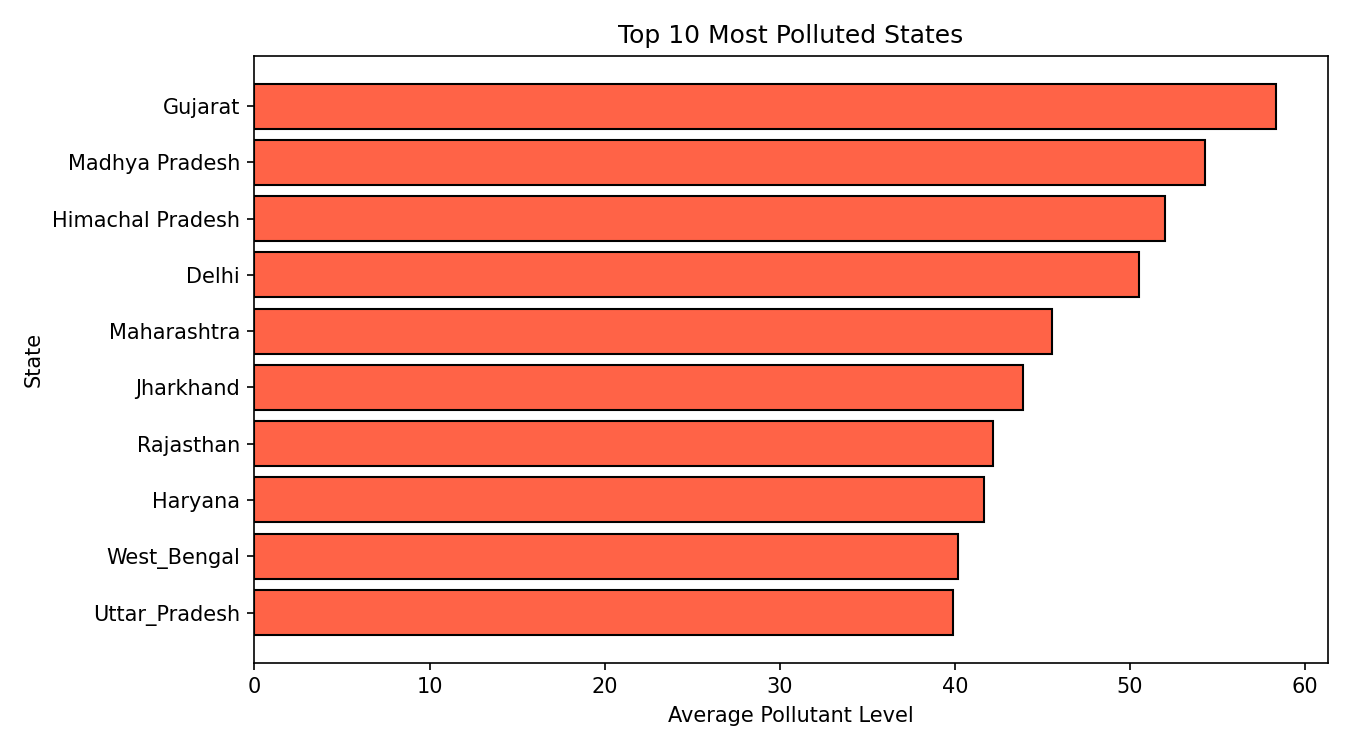 Top 10 Most Polluted States
Gujarat
Madhya Pradesh
Himachal Pradesh
Delhi
Maharashtra
Jharkhand
Rajasthan
Haryana
West_Bengal
Uttar_Pradesh
State
0 10 20 30 40 50 60
Average Pollutant Level